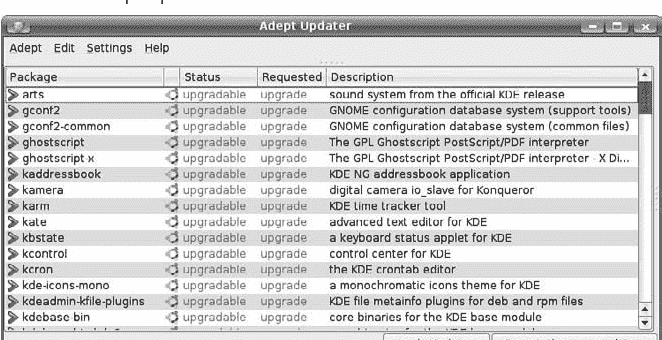 Adept Updater
Adept Edit Settings Help
Package Status Requested Description
arts upgradable upgrade sound system from the official KDE release
gconf2 upgradable upgrade GNOME configuration database system (support tools)
gconf2-common upgradable upgrade GNOME configuration database system (common files)
ghostscript upgradable upgrade The GPL Ghostscript PostScript/PDF interpreter
ghostscript-x upgradable upgrade The GPL Ghostscript PostScript/PDF interpreter - X Di...
kaddressbook upgradable upgrade KDE NG addressbook application
kamera upgradable upgrade digital camera io_slave for Konqueror
karm upgradable upgrade KDE time tracker tool
kate upgradable upgrade advanced text editor for KDE
kbstate upgradable upgrade a keyboard status applet for KDE
kcontrol upgradable upgrade control center for KDE
kcron upgradable upgrade the KDE crontab editor
kde-icons-mono upgradable upgrade a monochromatic icons theme for KDE
kdeadmin-kfile-plugins upgradable upgrade KDE file metainfo plugins for deb and rpm files
kdebase-bin upgradable upgrade core binaries for the KDE base module